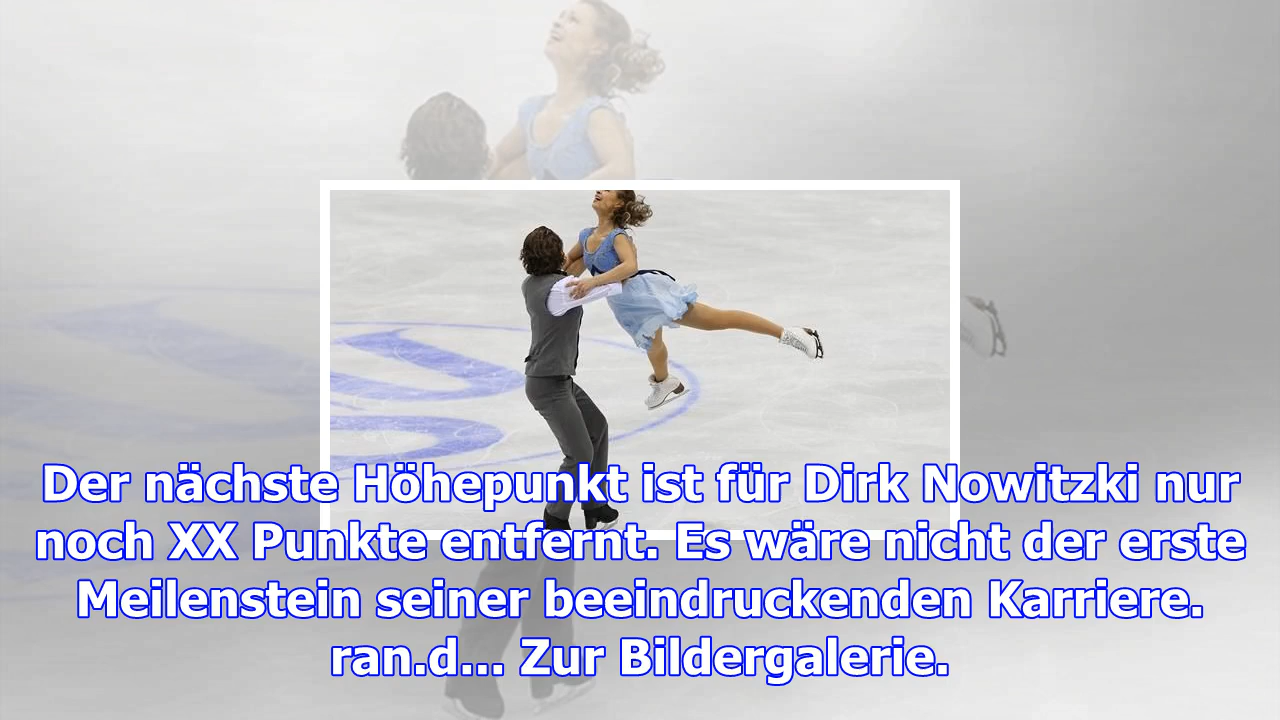 Der nächste Höhepunkt ist für Dirk Nowitzki nur
noch XX Punkte entfernt. Es wäre nicht der erste
Meilenstein seiner beeindruckenden Karriere.
ran.d... Zur Bildergalerie.